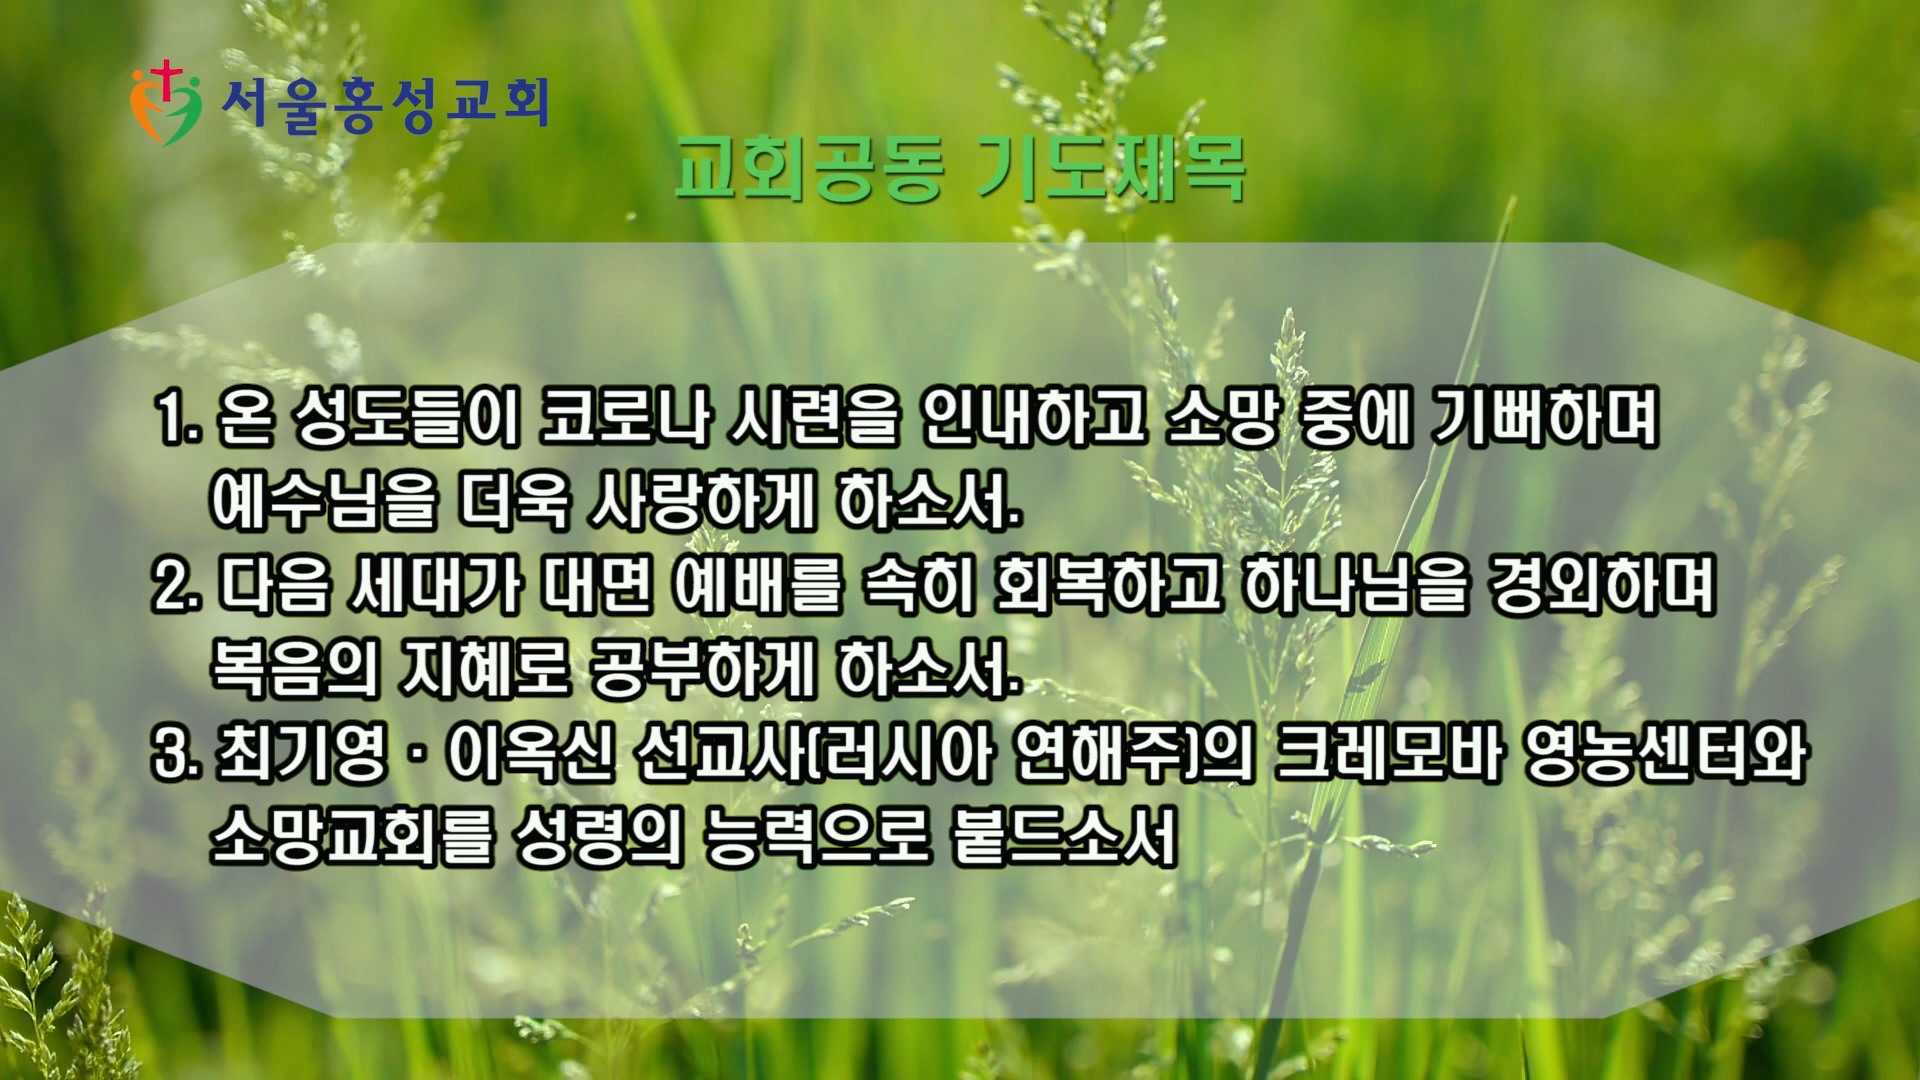 서울홍성교회
교회공동 기도제목
1. 온 성도들이 코로나 시련을 인내하고 소망 중에 기뻐하며
예수님을 더욱 사랑하게 하소서.
2. 다음 세대가 대면 예배를 속히 회복하고 하나님을 경외하며
복음의 지혜로 공부하게 하소서.
3. 최기영 · 이옥신 선교사(러시아 연해주)의 크레모바 영농센터와
소망교회를 성령의 능력으로 붙드소서